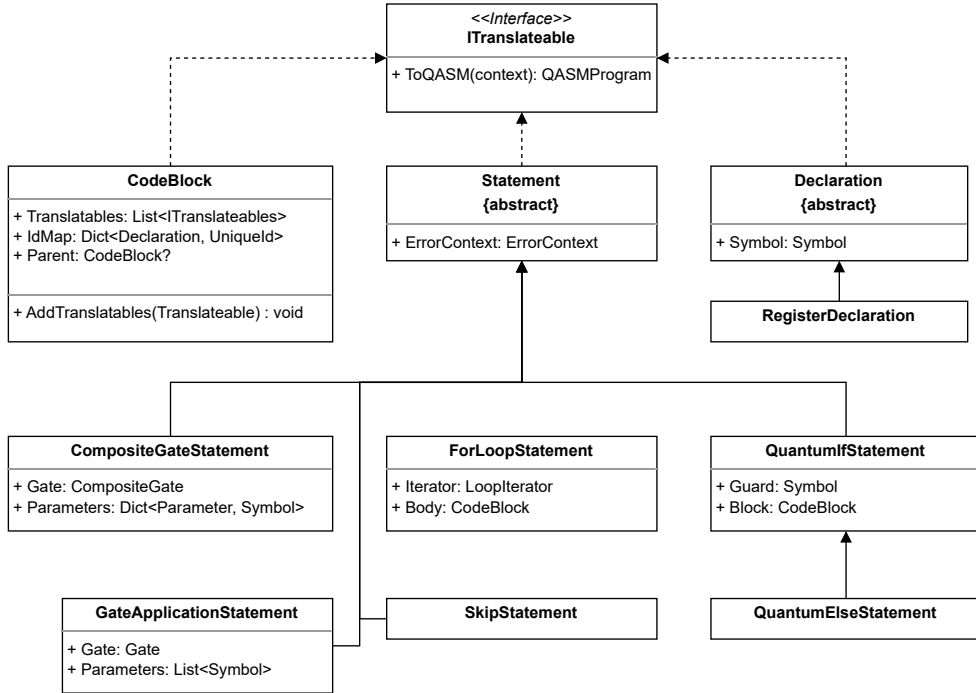 <<Interface>>
ITranslateable
+ ToQASM(context): QASMProgram
CodeBlock
+ Translatables: List<ITranslateables>
+ IdMap: Dict<Declaration, UniqueId>
+ Parent: CodeBlock?
+ AddTranslatables(Translateable) : void
Statement
{abstract}
+ ErrorContext: ErrorContext
Declaration
{abstract}
+ Symbol: Symbol
RegisterDeclaration
CompositeGateStatement
+ Gate: CompositeGate
+ Parameters: Dict<Parameter, Symbol>
ForLoopStatement
+ Iterator: LoopIterator
+ Body: CodeBlock
QuantumIfStatement
+ Guard: Symbol
+ Block: CodeBlock
GateApplicationStatement
+ Gate: Gate
+ Parameters: List<Symbol>
SkipStatement
QuantumElseStatement